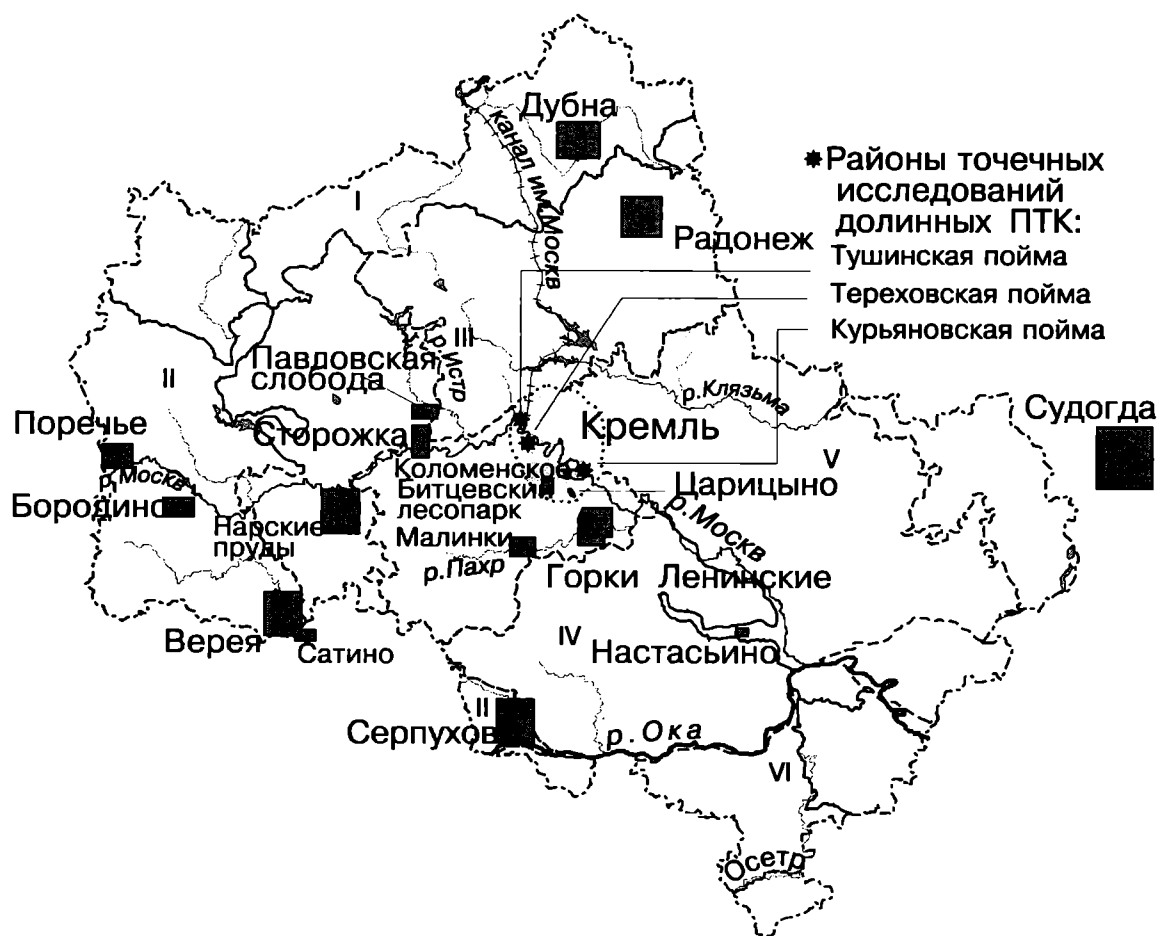 Дубна
канал им. Москв
I
Радонеж
✸Районы точечных
исследований
долинных ПТК:
Тушинская пойма
Тереховская пойма
Курьяновская пойма
р.Истр
III
Павловская
слобода
II
р.Клязьма
Поречье
Сторожка
Кремль
Судогда
V
р.Москв
Коломенское
Бородино
Битцевский
лесопарк
Царицыно
Нарские
пруды
Малинки
р.Москв
р.Пахр
Горки Ленинские
Верея
Сатино
IV
Настасьино
II
Серпухов
р.Ока
VI
Осетр